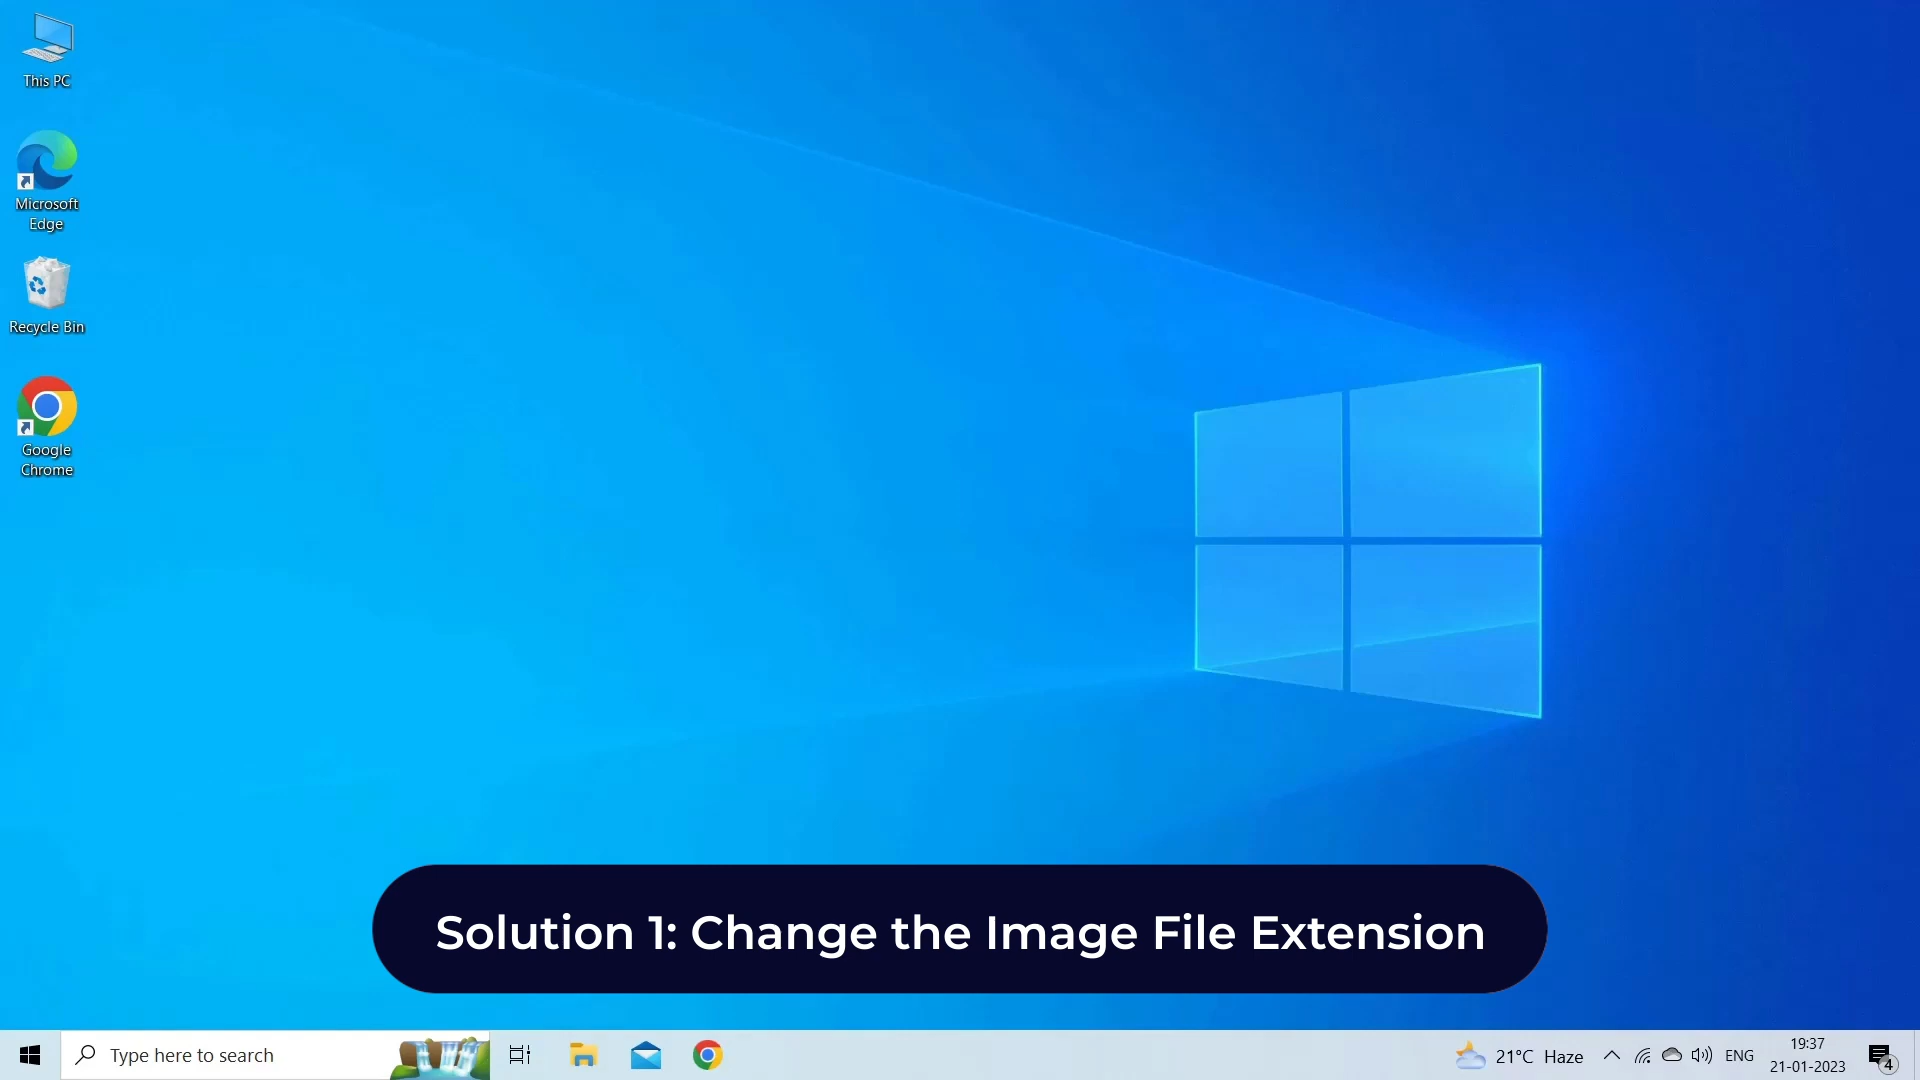 This PC
Microsoft
Edge
Recycle Bin
Google
Chrome
Solution 1: Change the Image File Extension
Type here to search
21°C Haze
ENG
19:37
21-01-2023
4